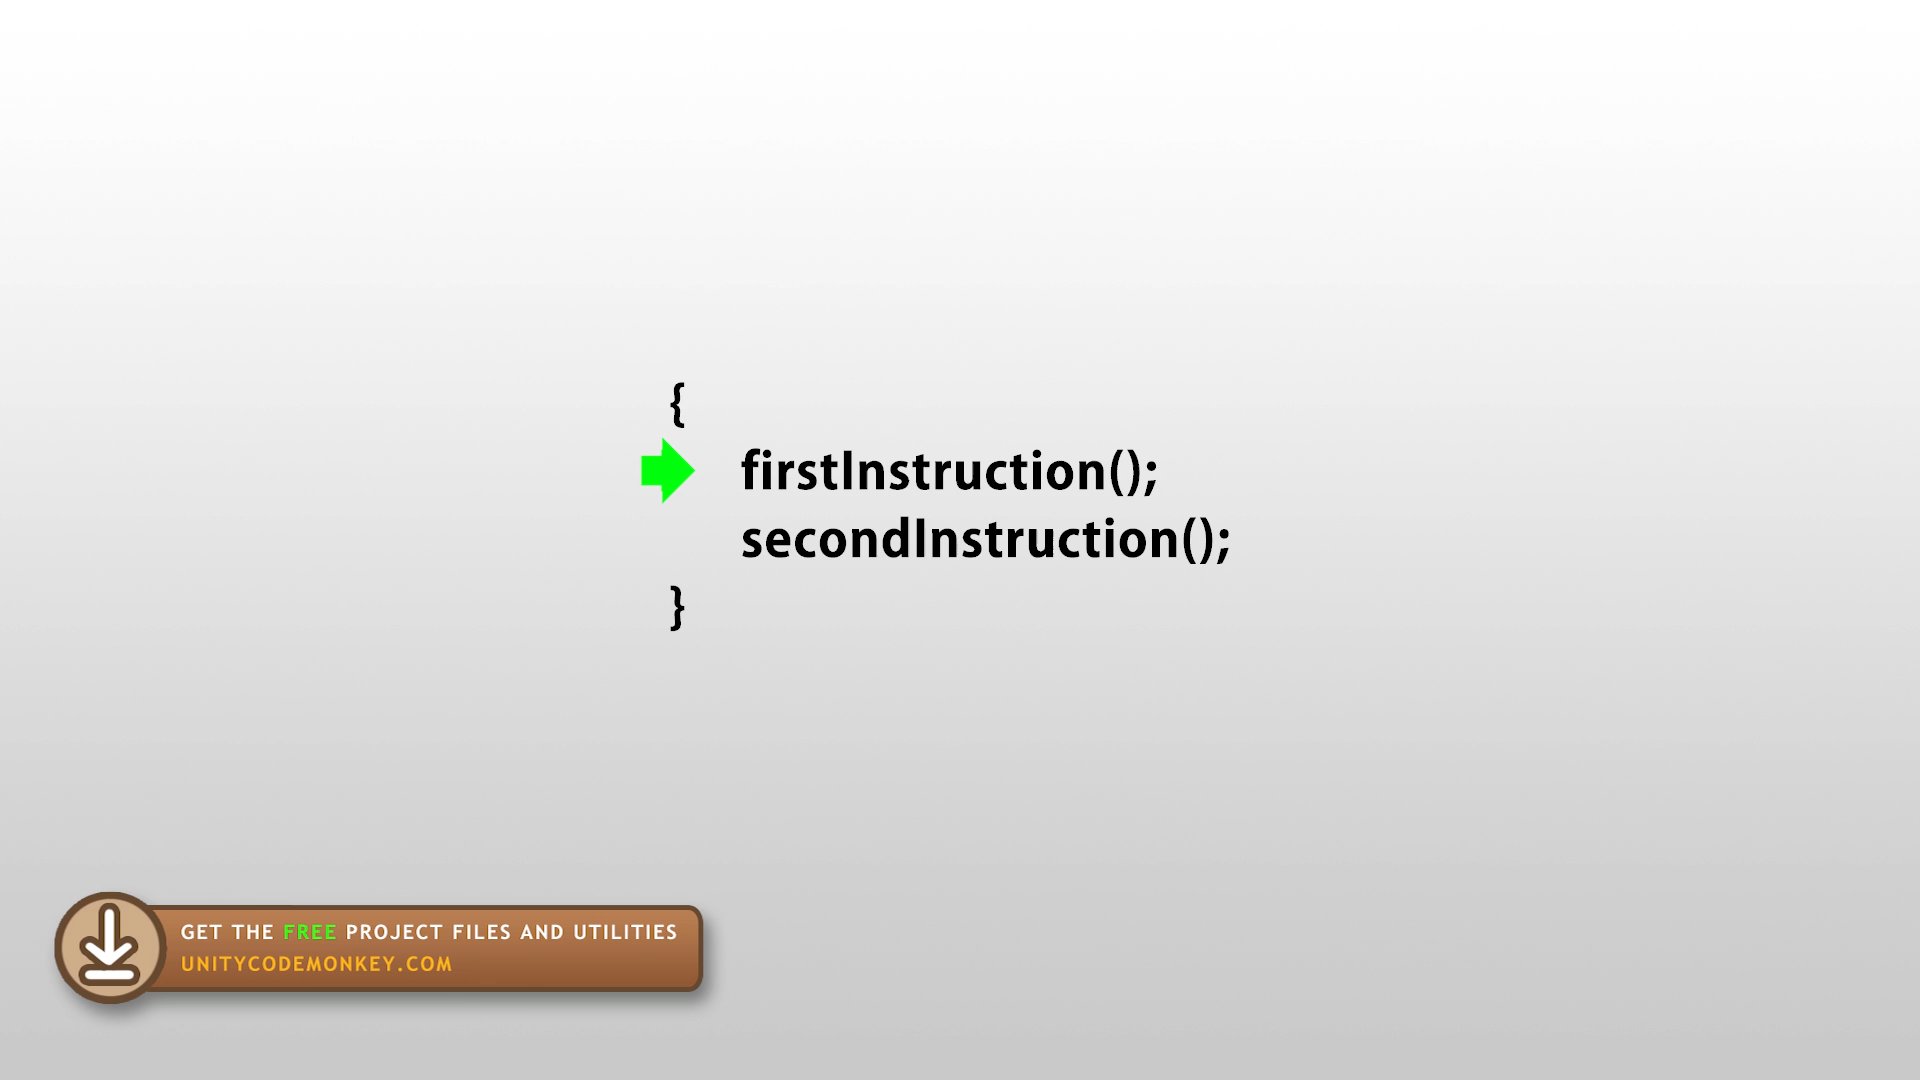 {
firstInstruction();
secondInstruction();
}
GET THE FREE PROJECT FILES AND UTILITIES
UNITYCODEMONKEY.COM